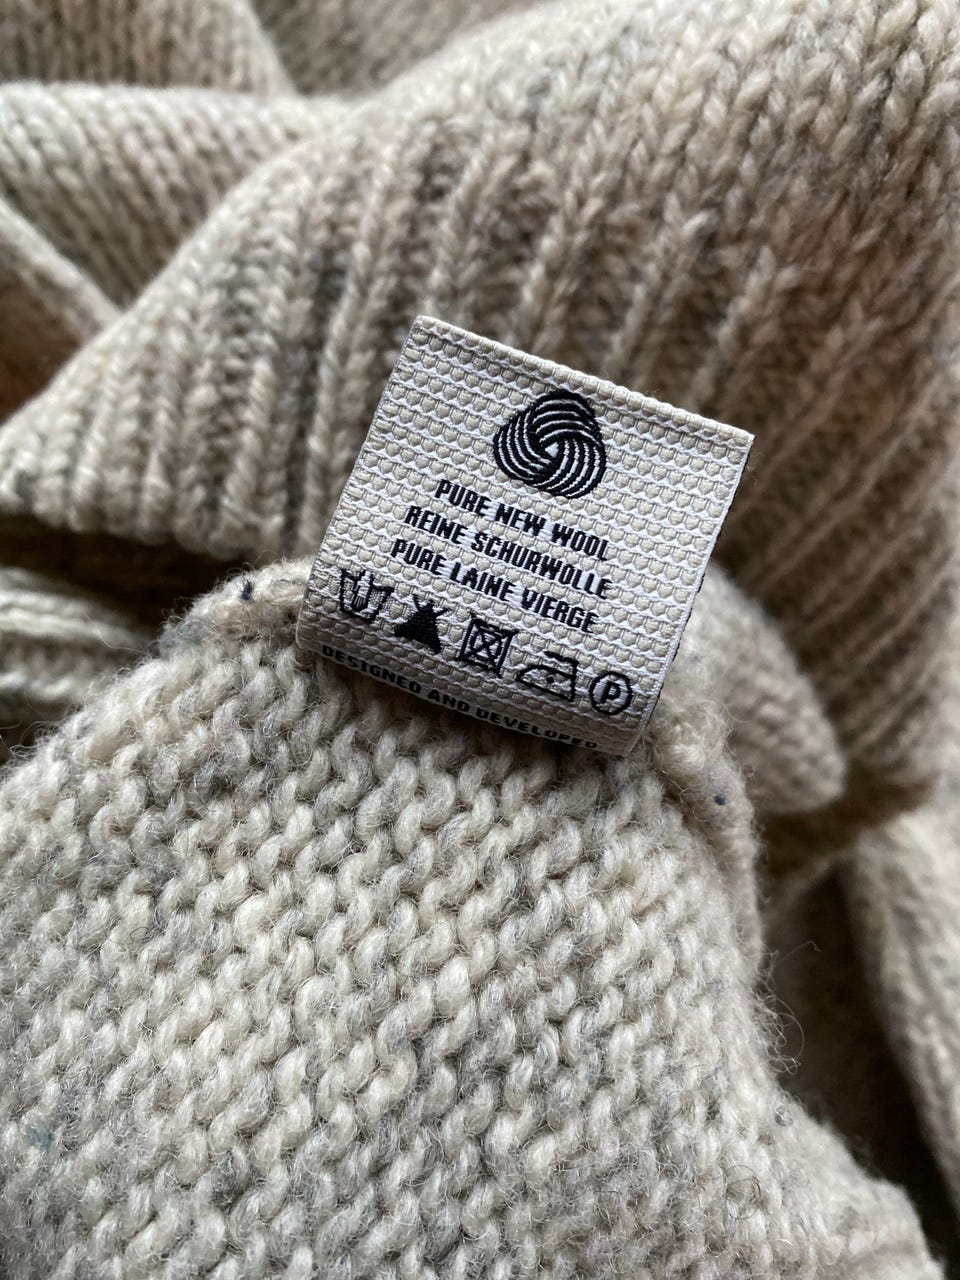 PURE NEW WOOL
REINE SCHURWOLLE
PURE LAINE VIERGE
P
DESIGNED AND DEVELOPED